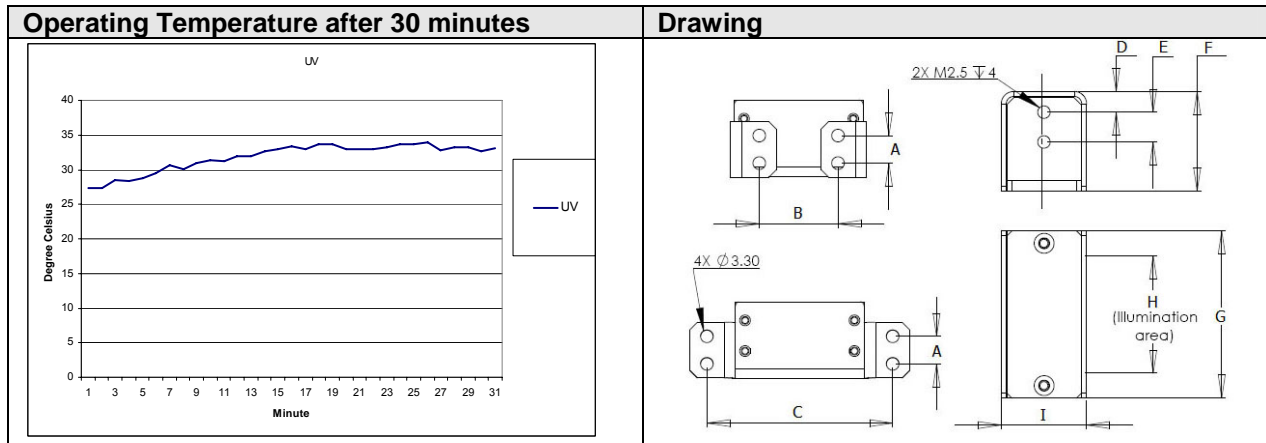 Operating Temperature after 30 minutes
Drawing
UV
40
35
30
25
20
15
10
5
0
Degree Celsius
1 3 5 7 9 11 13 15 17 19 21 23 25 27 29 31
Minute
UV
D E F
2X M2.5 ↧ 4
A
B
4X Ø3.30
A
C
H
(Illumination
area)
G
I